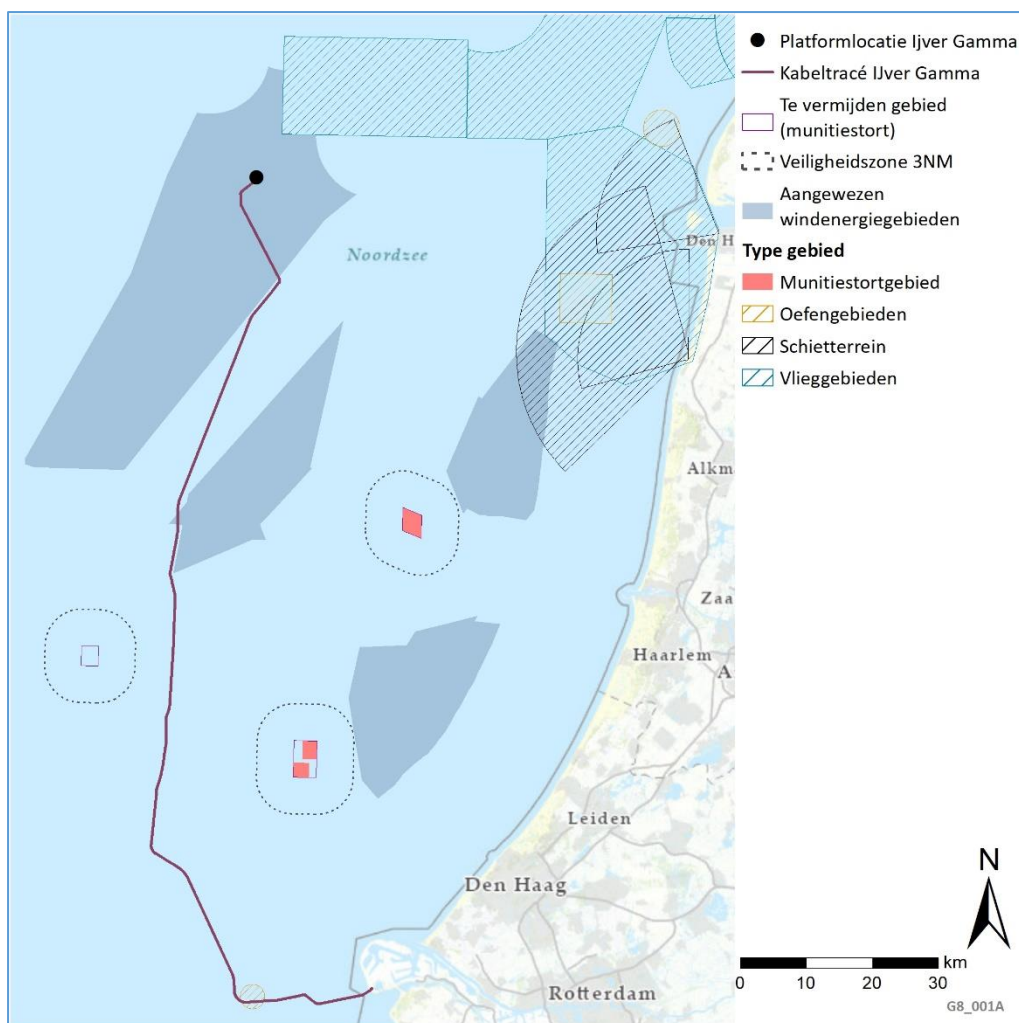 Noordzee
Den H
Alkm
Zaa
Haarlem
A
Leiden
Den Haag
Rotterdam
Platformlocatie Ijver Gamma
Kabeltracé IJver Gamma
Te vermijden gebied
(munitiestort)
Veiligheidszone 3NM
Aangewezen
windenergiegebieden
Type gebied
Munitiestortgebied
Oefengebieden
Schietterrein
Vlieggebieden
N
km
0 10 20 30
G8_001A